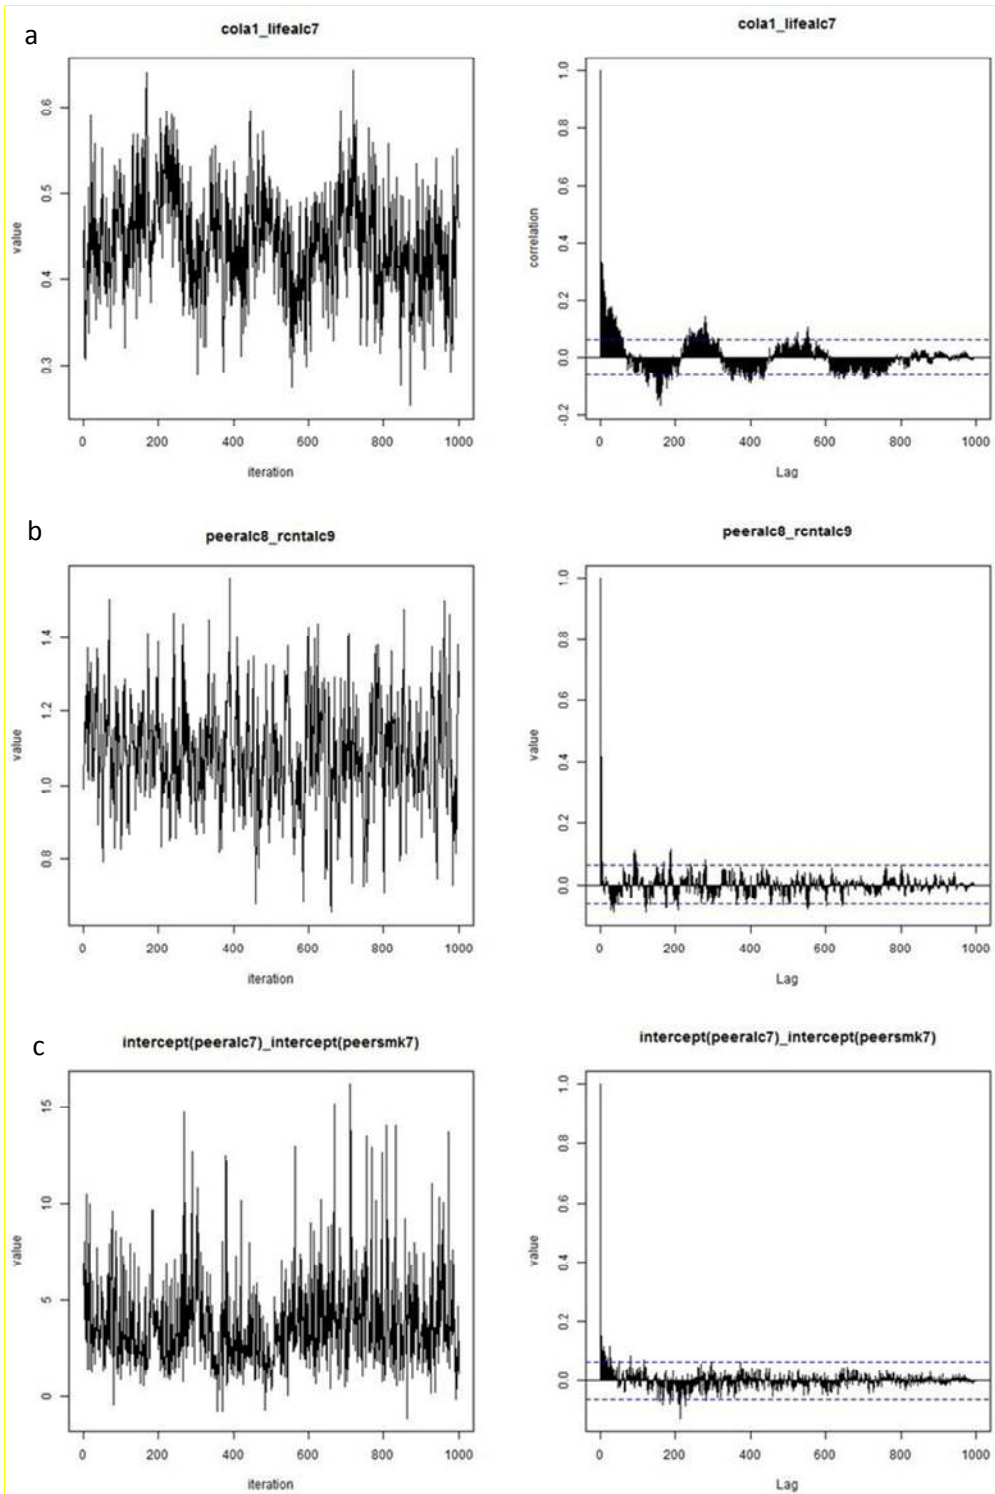 a
cola1_lifealc7
value
0.3 0.4 0.5 0.6
0 200 400 600 800 1000
iteration
cola1_lifealc7
correlation
-0.2 0.0 0.2 0.4 0.6 0.8 1.0
0 200 400 600 800 1000
Lag
b
peeralc8_rcntalc9
value
0.8 1.0 1.2 1.4
0 200 400 600 800 1000
iteration
peeralc8_rcntalc9
value
0.0 0.2 0.4 0.6 0.8 1.0
0 200 400 600 800 1000
Lag
c
intercept(peeralc7)_intercept(peersmk7)
value
0 5 10 15
0 200 400 600 800 1000
iteration
intercept(peeralc7)_intercept(peersmk7)
value
0.0 0.2 0.4 0.6 0.8 1.0
0 200 400 600 800 1000
Lag